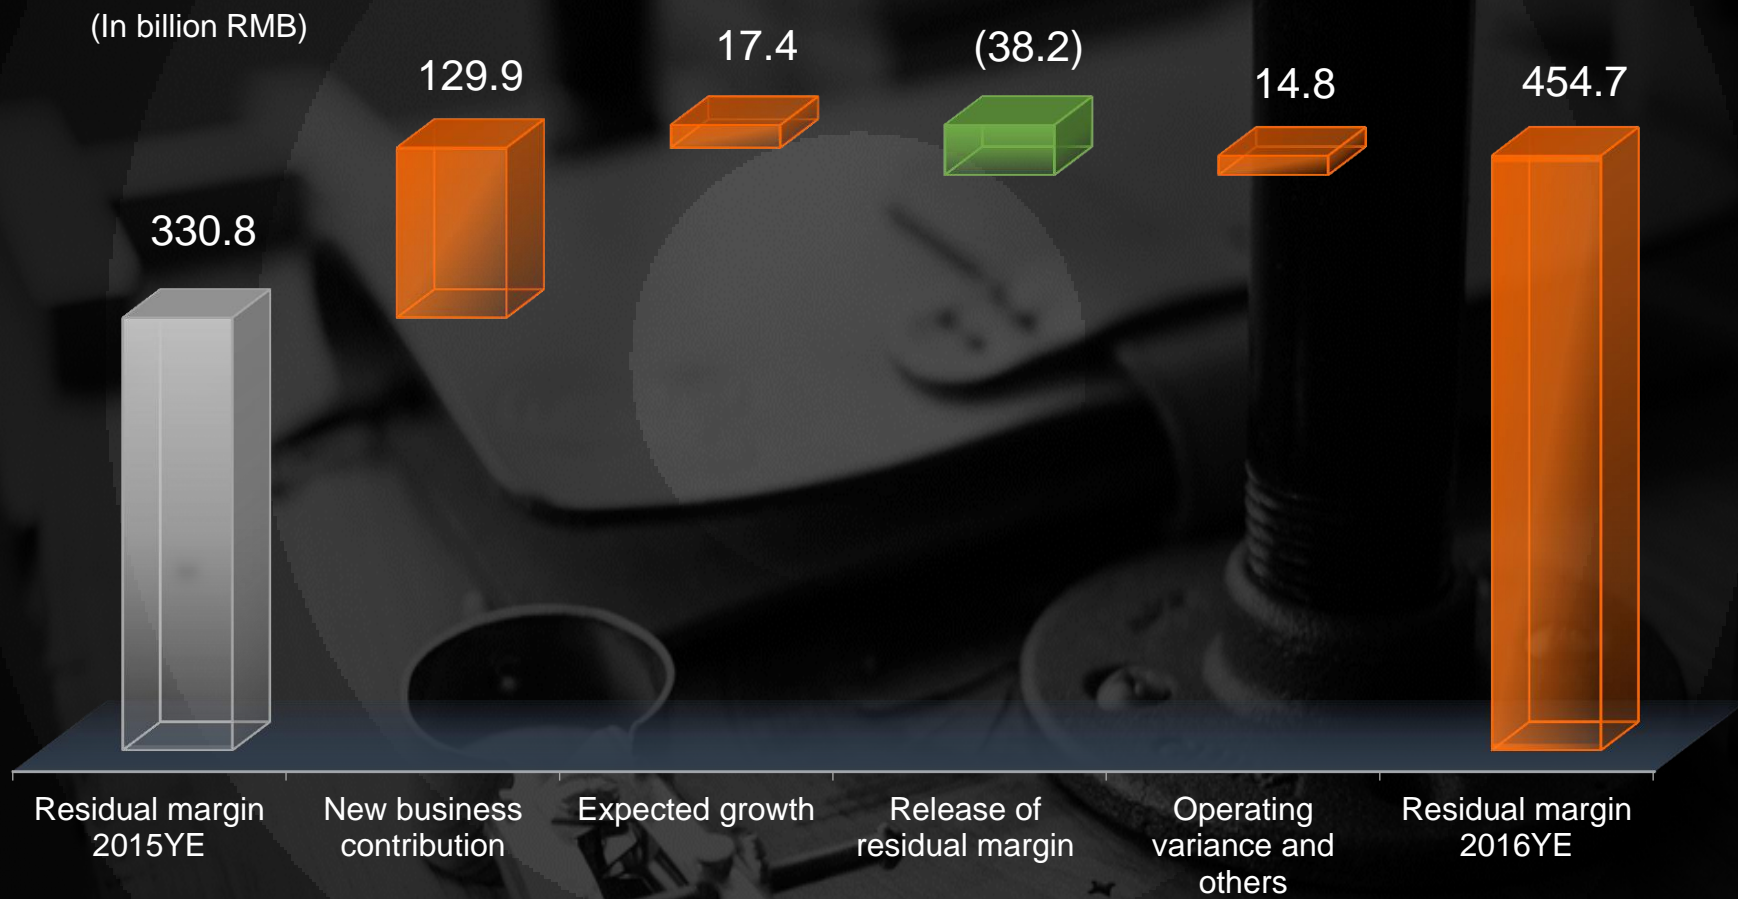 (In billion RMB)
330.8
129.9
17.4
(38.2)
14.8
454.7
Residual margin
2015YE
New business
contribution
Expected growth
Release of
residual margin
Operating
variance and
others
Residual margin
2016YE